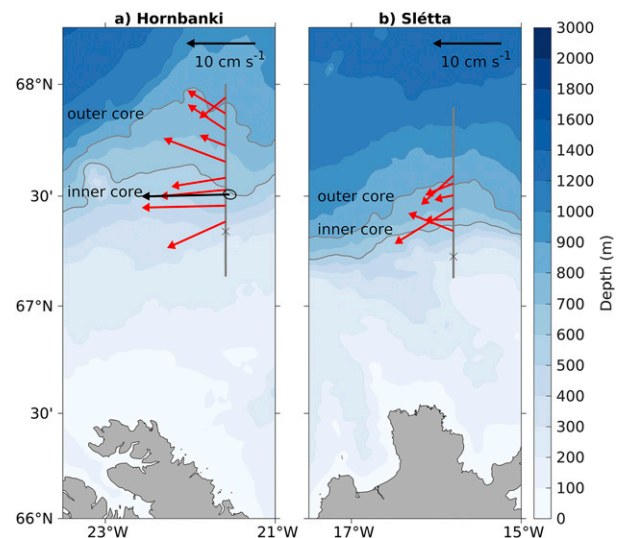 a) Hornbanki
b) Slétta
10 cm s⁻¹
10 cm s⁻¹
68°N
outer core
inner core
30'
67°N
30'
66°N
23°W
21°W
outer core
inner core
17°W
15°W
3000
2000
1400
1300
1200
1100
1000
900
800
700
600
500
400
300
200
100
0
Depth (m)